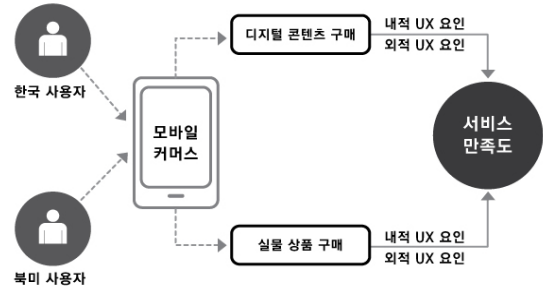 한국 사용자
북미 사용자
모바일
커머스
디지털 콘텐츠 구매
내적 UX 요인
외적 UX 요인
실물 상품 구매
내적 UX 요인
외적 UX 요인
서비스
만족도